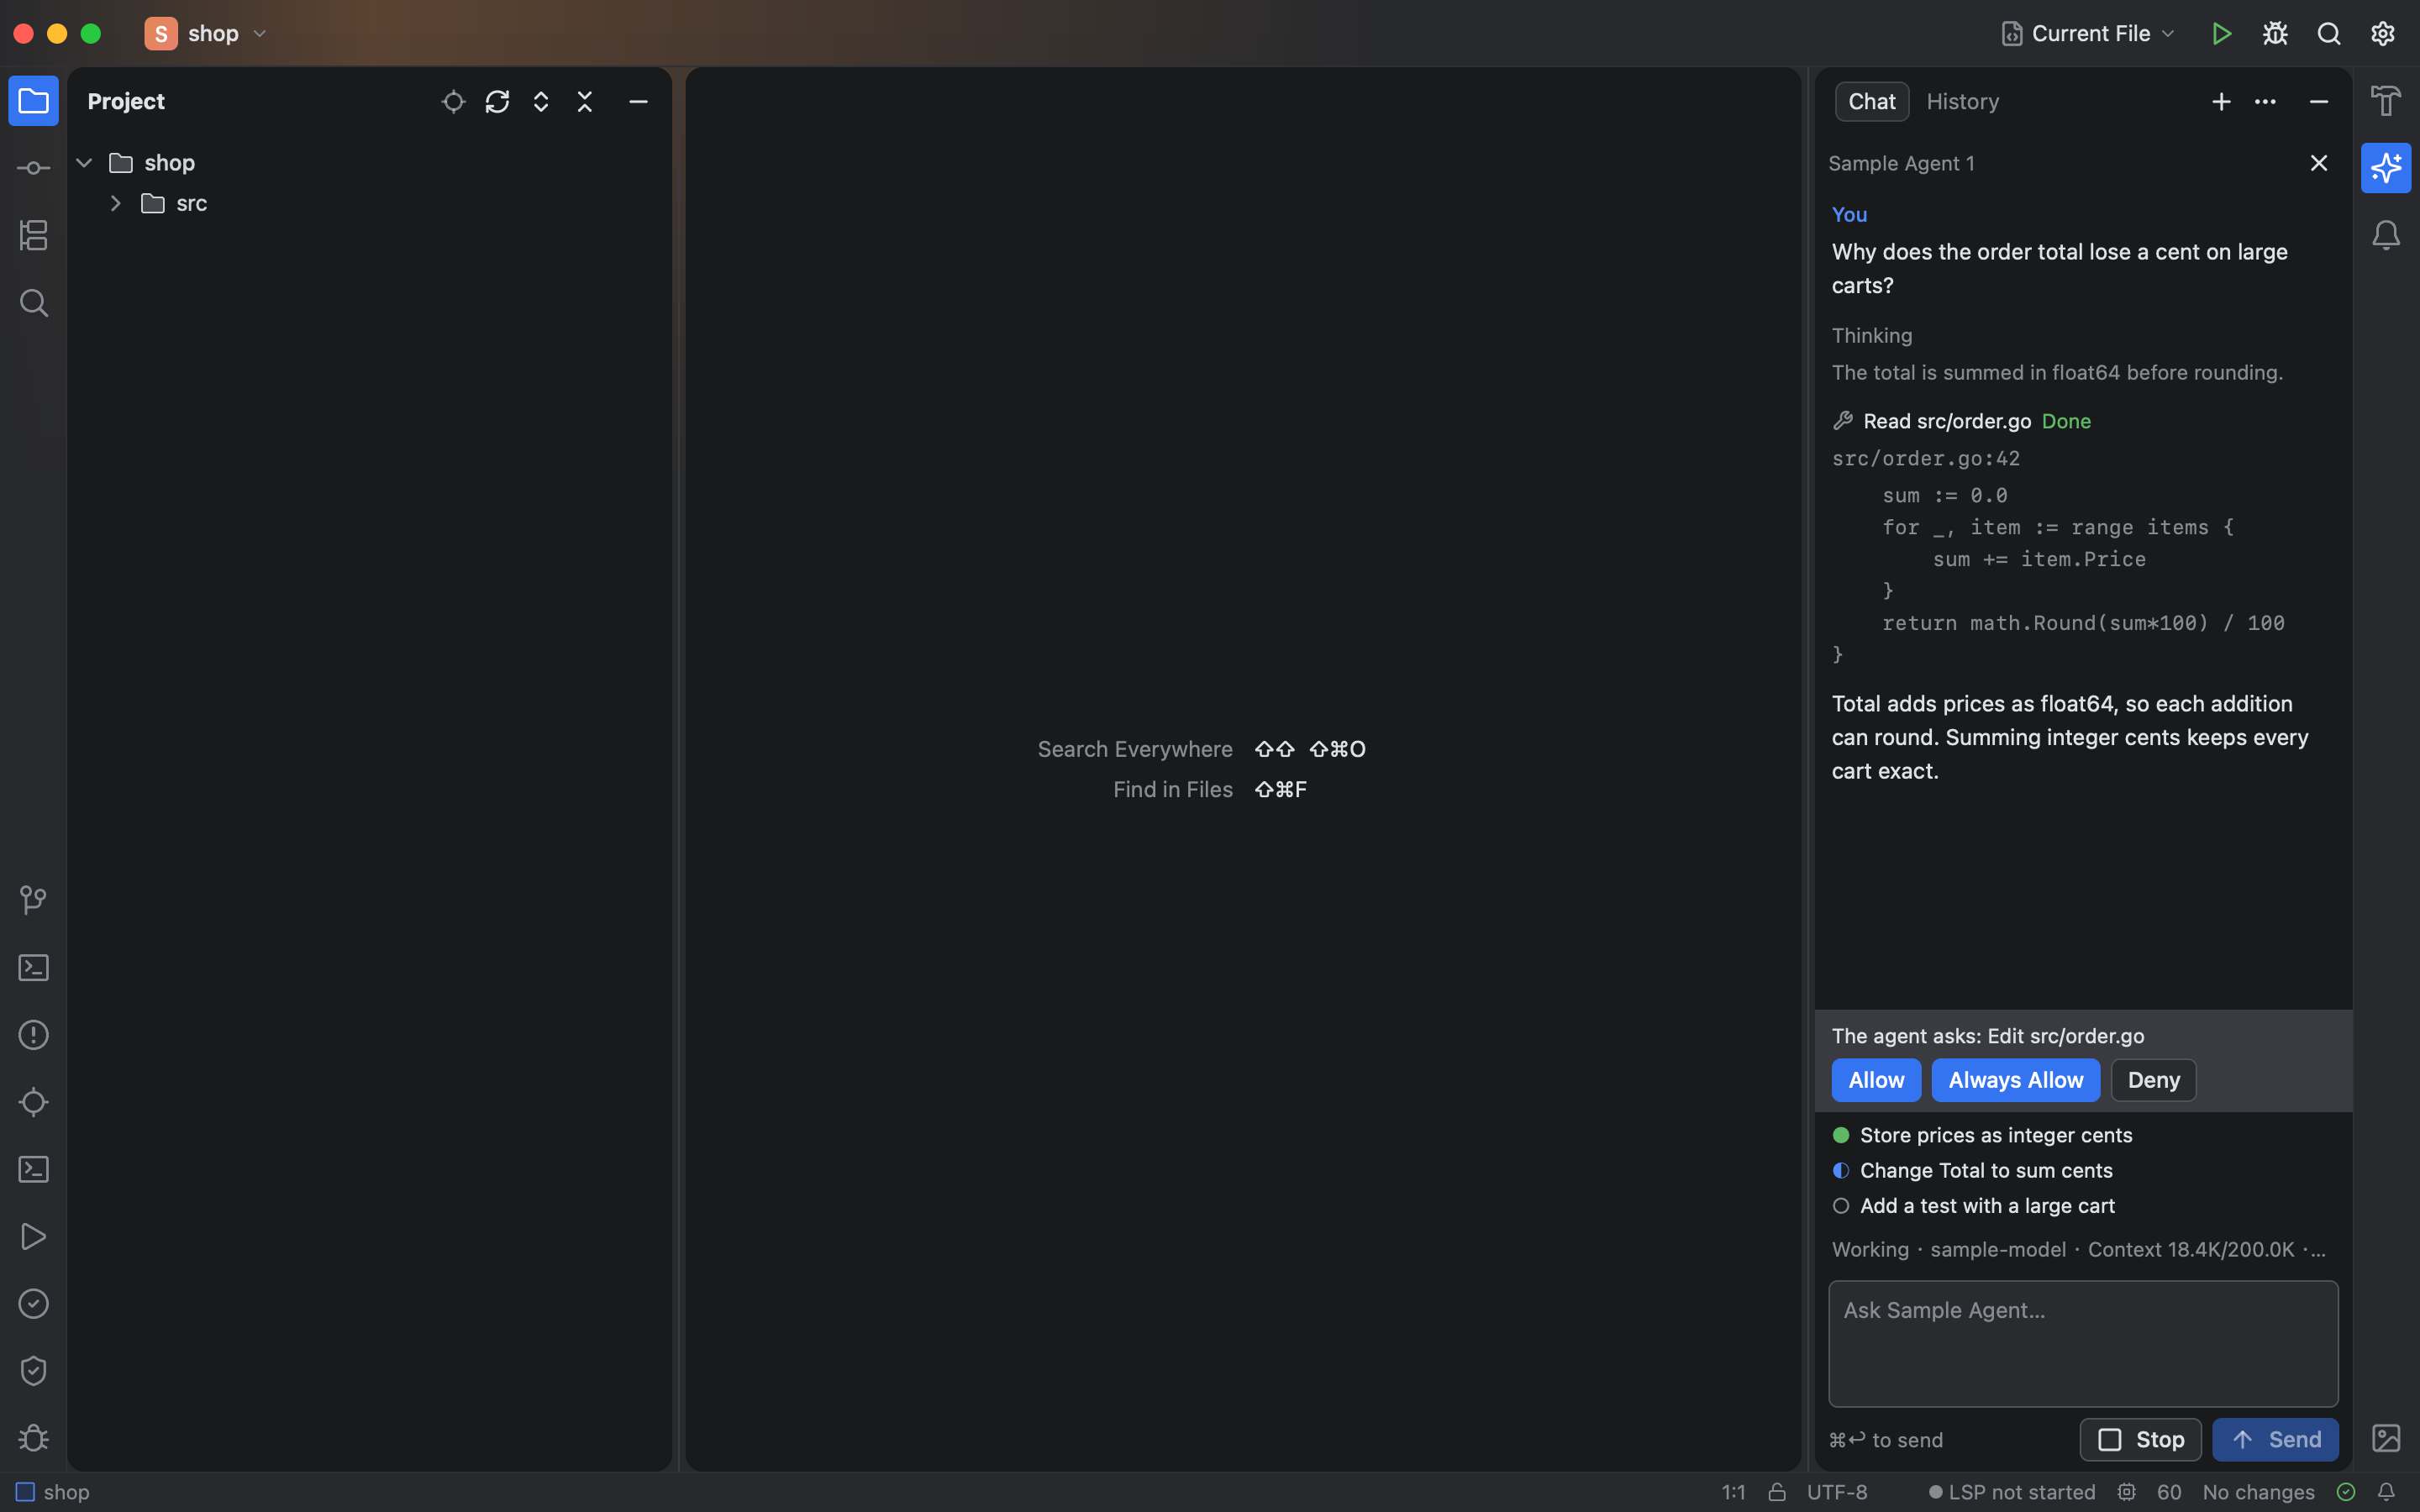 S shop
Current File
Project
shop
src
Search Everywhere ⇧⇧ ⇧⌘O
Find in Files ⇧⌘F
Chat History
Sample Agent 1
You
Why does the order total lose a cent on large
carts?
Thinking
The total is summed in float64 before rounding.
Read src/order.go Done
src/order.go:42
sum := 0.0
for _, item := range items {
sum += item.Price
}
return math.Round(sum*100) / 100
}
Total adds prices as float64, so each addition
can round. Summing integer cents keeps every
cart exact.
The agent asks: Edit src/order.go
Allow Always Allow Deny
Store prices as integer cents
Change Total to sum cents
Add a test with a large cart
Working · sample-model · Context 18.4K/200.0K ·...
Ask Sample Agent...
⌘↩ to send Stop Send
shop 1:1 UTF-8 LSP not started 60 No changes